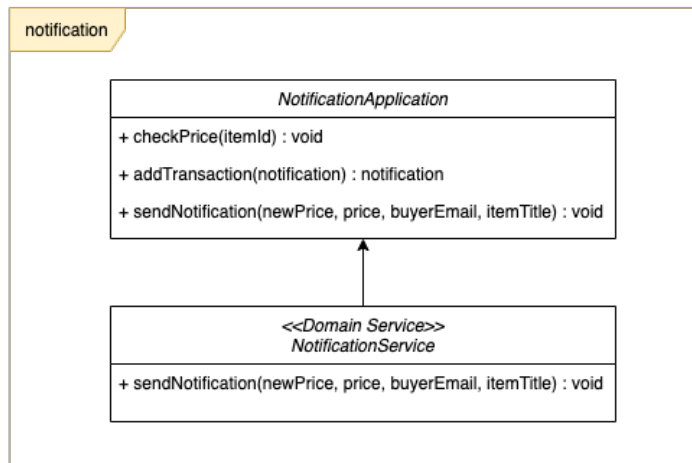 notification
NotificationApplication
+ checkPrice(itemId) : void
+ addTransaction(notification) : notification
+ sendNotification(newPrice, price, buyerEmail, itemTitle) : void
<<Domain Service>>
NotificationService
+ sendNotification(newPrice, price, buyerEmail, itemTitle) : void